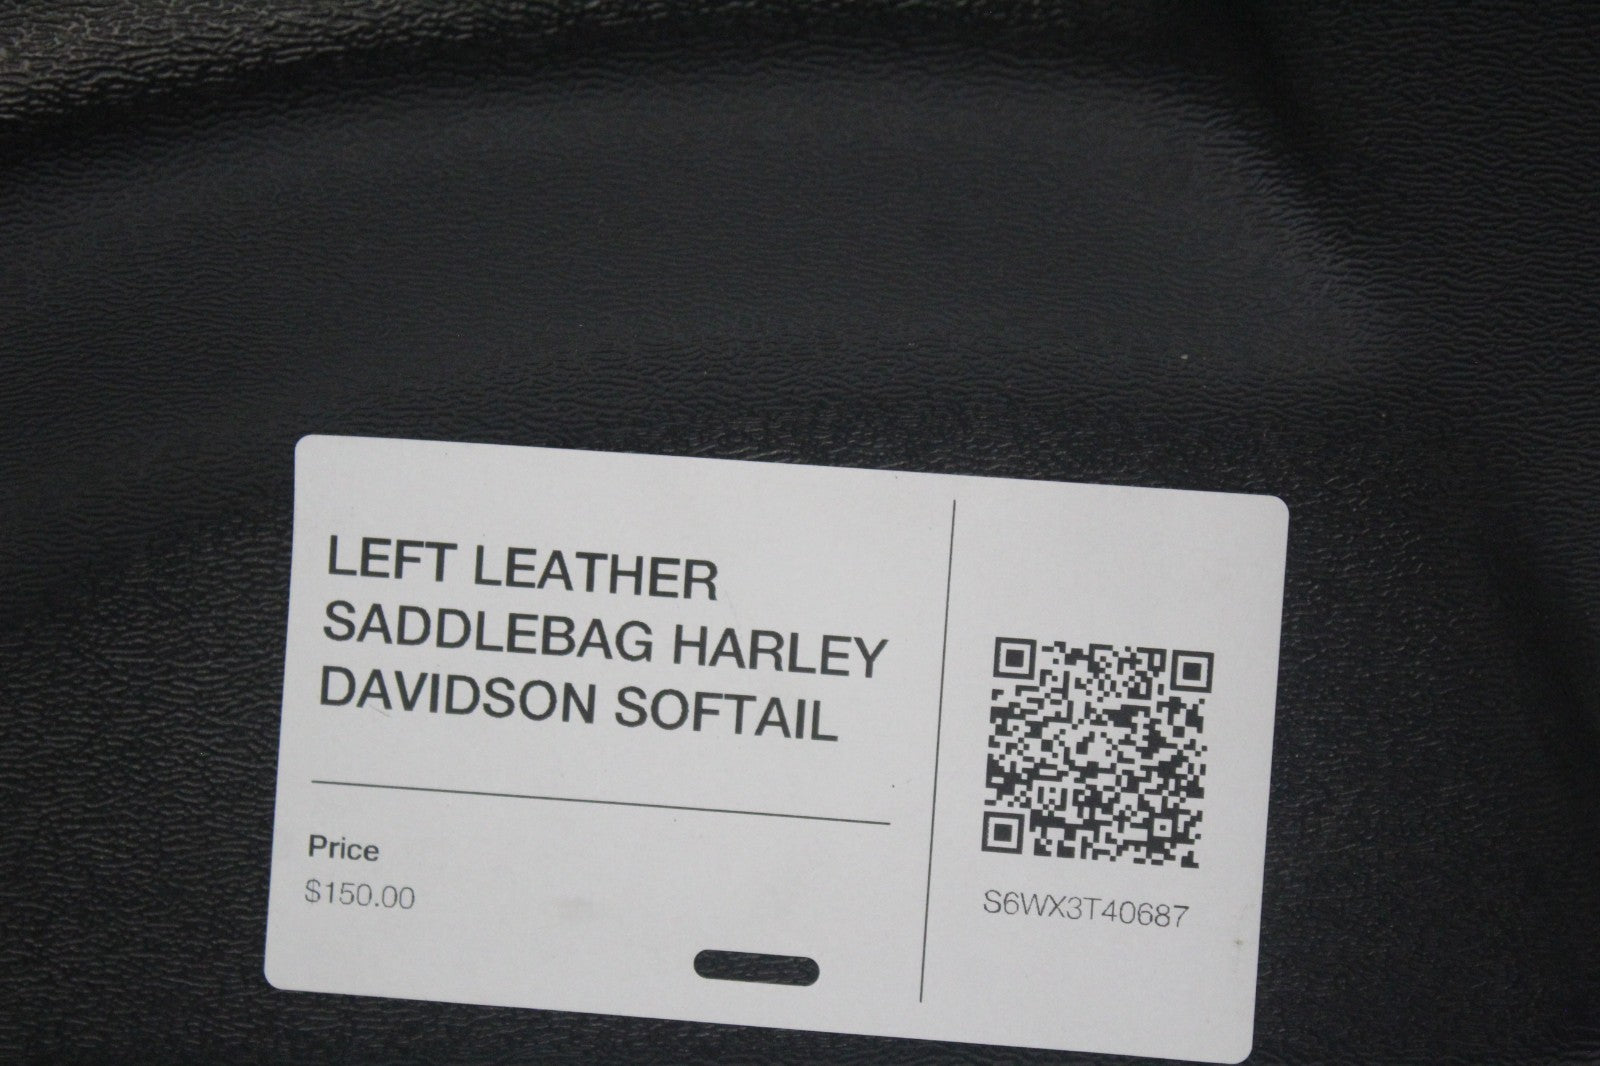 LEFT LEATHER
SADDLEBAG HARLEY
DAVIDSON SOFTAIL
Price
$150.00
S6WX3T40687